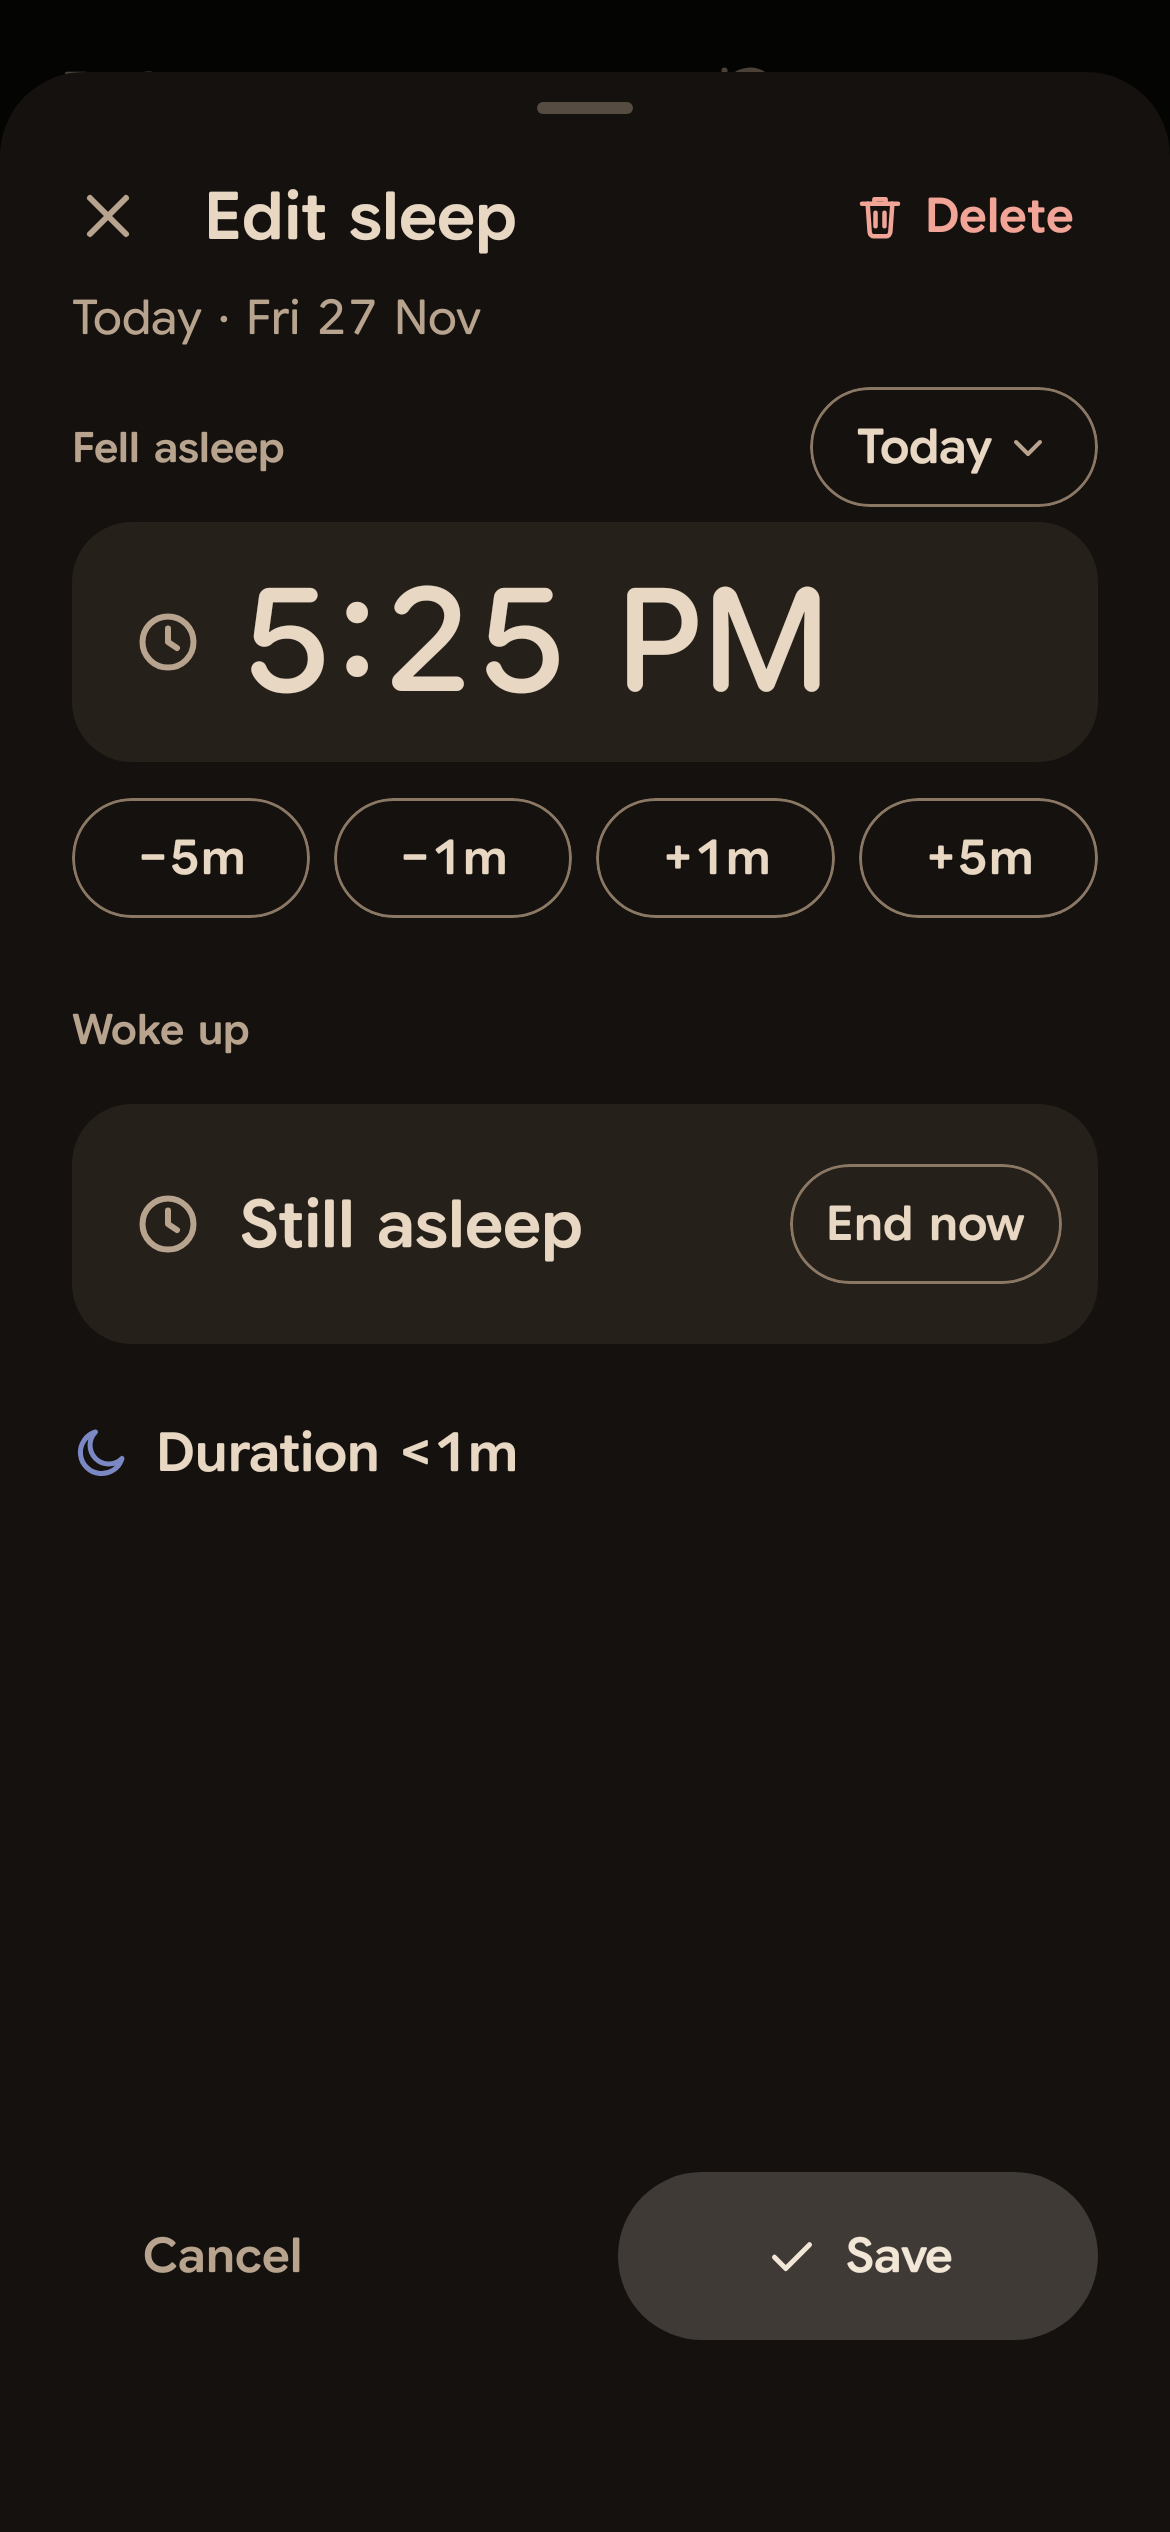 Edit sleep
Delete
Today · Fri 27 Nov
Fell asleep
Today
5:25 PM
−5m
−1m
+1m
+5m
Woke up
Still asleep
End now
Duration <1m
Cancel
Save